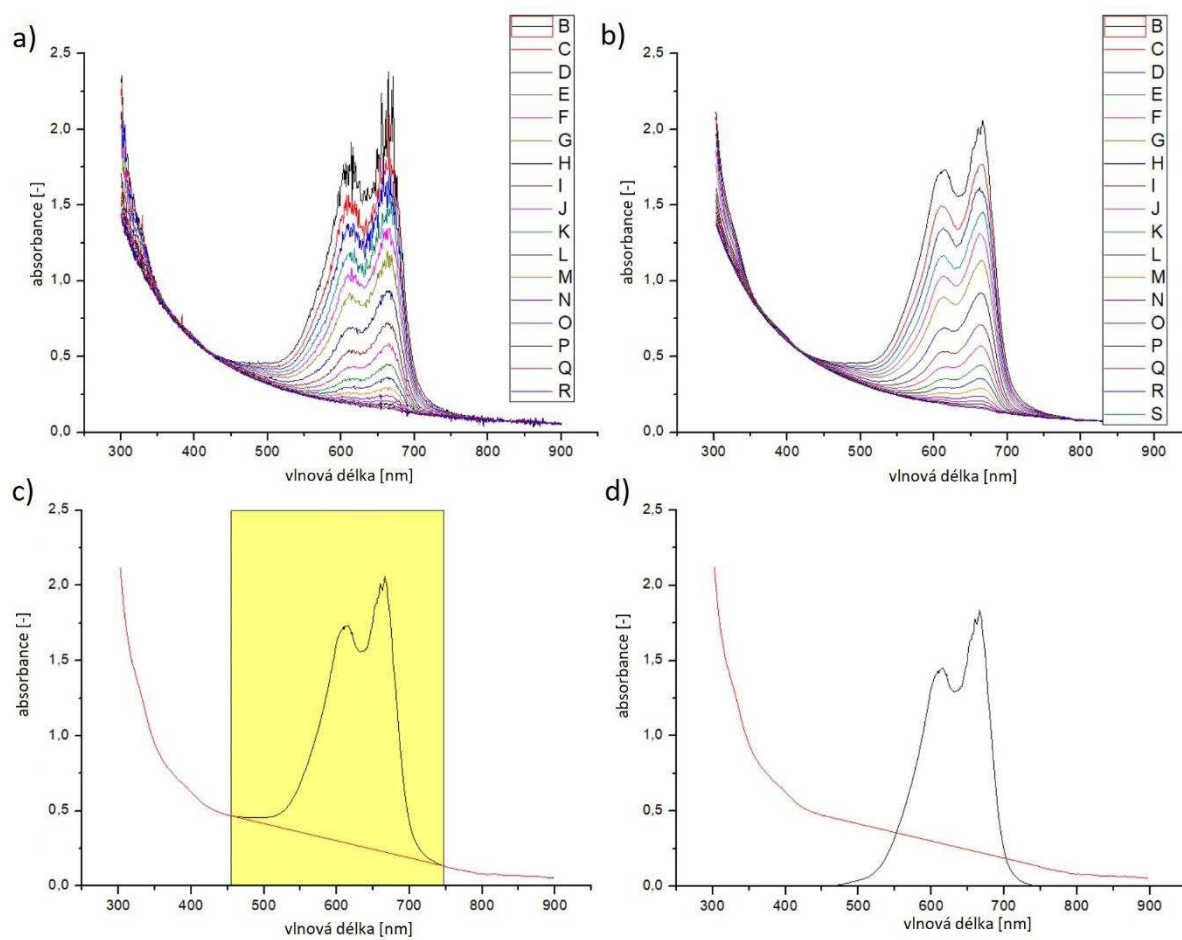 a)
absorbance [-]
2.5
2.0
1.5
1.0
0.5
0.0
300 400 500 600 700 800 900
vlnová délka [nm]
B
C
D
E
F
G
H
I
J
K
L
M
N
O
P
Q
R
b)
absorbance [-]
2.5
2.0
1.5
1.0
0.5
0.0
300 400 500 600 700 800 900
vlnová délka [nm]
B
C
D
E
F
G
H
I
J
K
L
M
N
O
P
Q
R
S
c)
absorbance [-]
2.5
2.0
1.5
1.0
0.5
0.0
300 400 500 600 700 800 900
vlnová délka [nm]
d)
absorbance [-]
2.5
2.0
1.5
1.0
0.5
0.0
300 400 500 600 700 800 900
vlnová délka [nm]